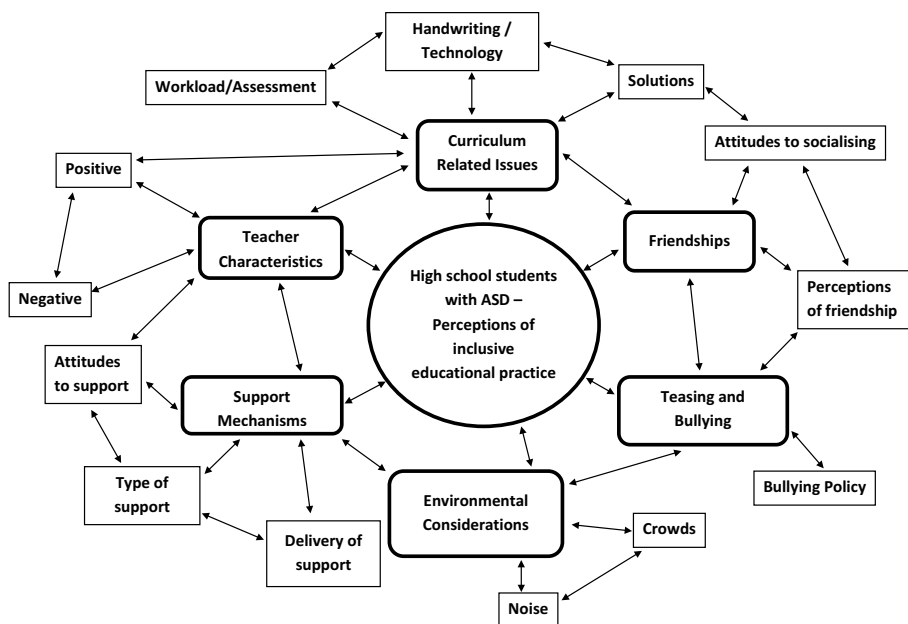 Handwriting /
Technology
Workload/Assessment
Solutions
Curriculum
Related Issues
Attitudes to socialising
Positive
Teacher
Characteristics
Friendships
High school students
with ASD –
Perceptions of
inclusive
educational practice
Negative
Perceptions
of friendship
Attitudes
to support
Support
Mechanisms
Teasing and
Bullying
Type of
support
Environmental
Considerations
Bullying Policy
Delivery of
support
Crowds
Noise